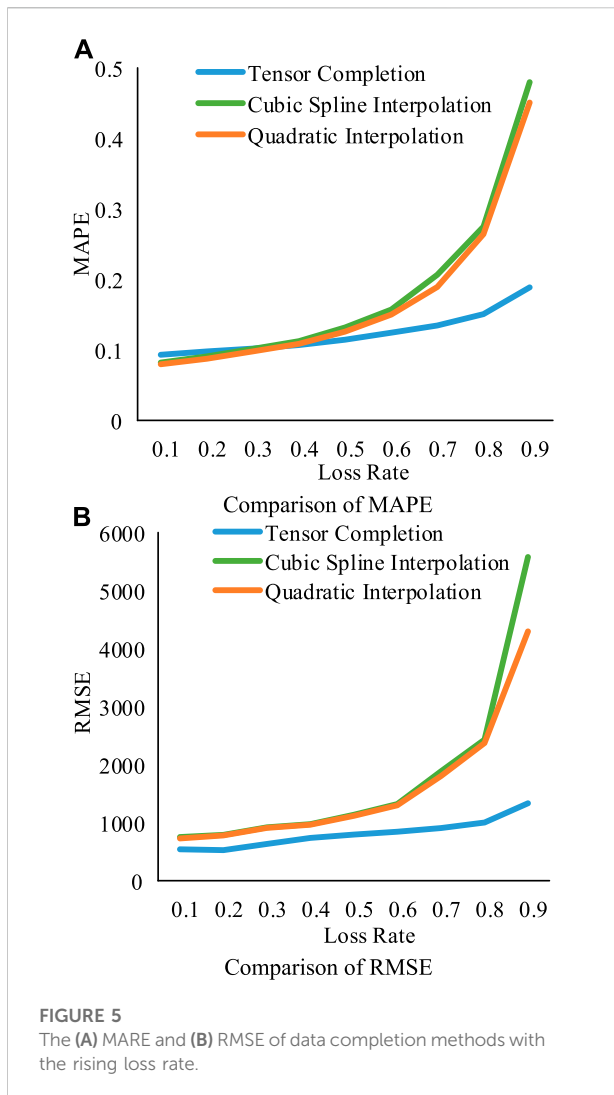 A
0.5
0.4
0.3
0.2
0.1
0
MAPE
Tensor Completion
Cubic Spline Interpolation
Quadratic Interpolation
0.1 0.2 0.3 0.4 0.5 0.6 0.7 0.8 0.9
Loss Rate
Comparison of MAPE
B
6000
5000
4000
3000
2000
1000
0
RMSE
Tensor Completion
Cubic Spline Interpolation
Quadratic Interpolation
0.1 0.2 0.3 0.4 0.5 0.6 0.7 0.8 0.9
Loss Rate
Comparison of RMSE
FIGURE 5
The (A) MARE and (B) RMSE of data completion methods with
the rising loss rate.